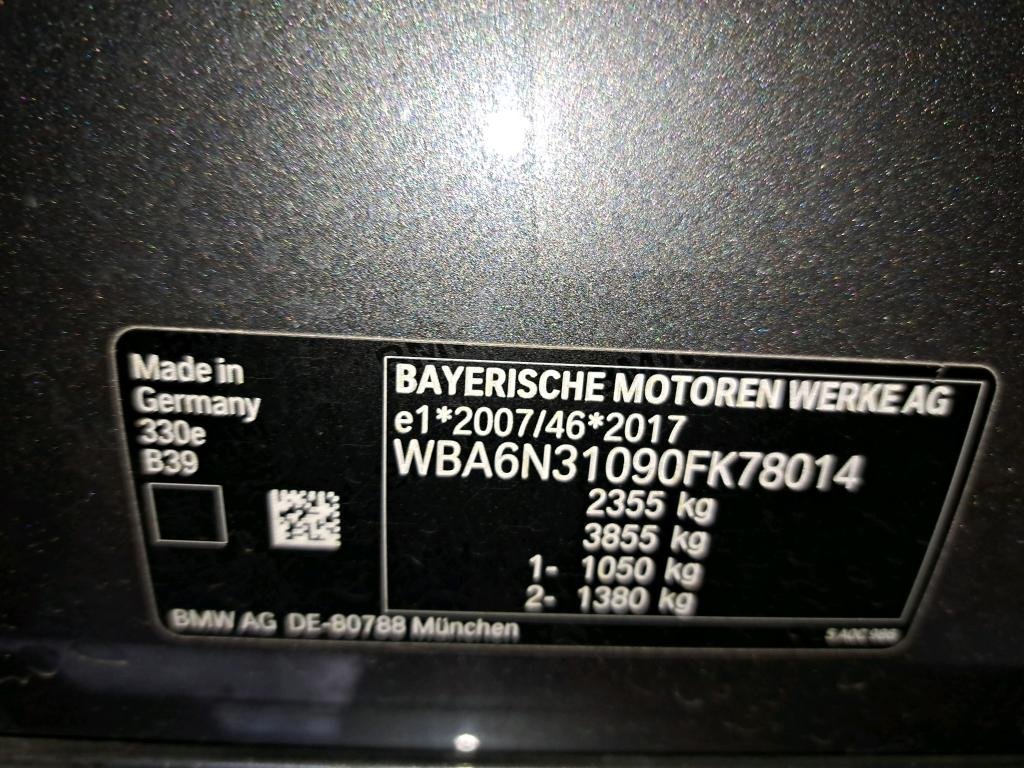 Made in
Germany
330e
B39
BAYERISCHE MOTOREN WERKE AG
e1*2007/46*2017
WBA6N31090FK78014
2355 kg
3855 kg
1- 1050 kg
2- 1380 kg
BMW AG DE-80788 München